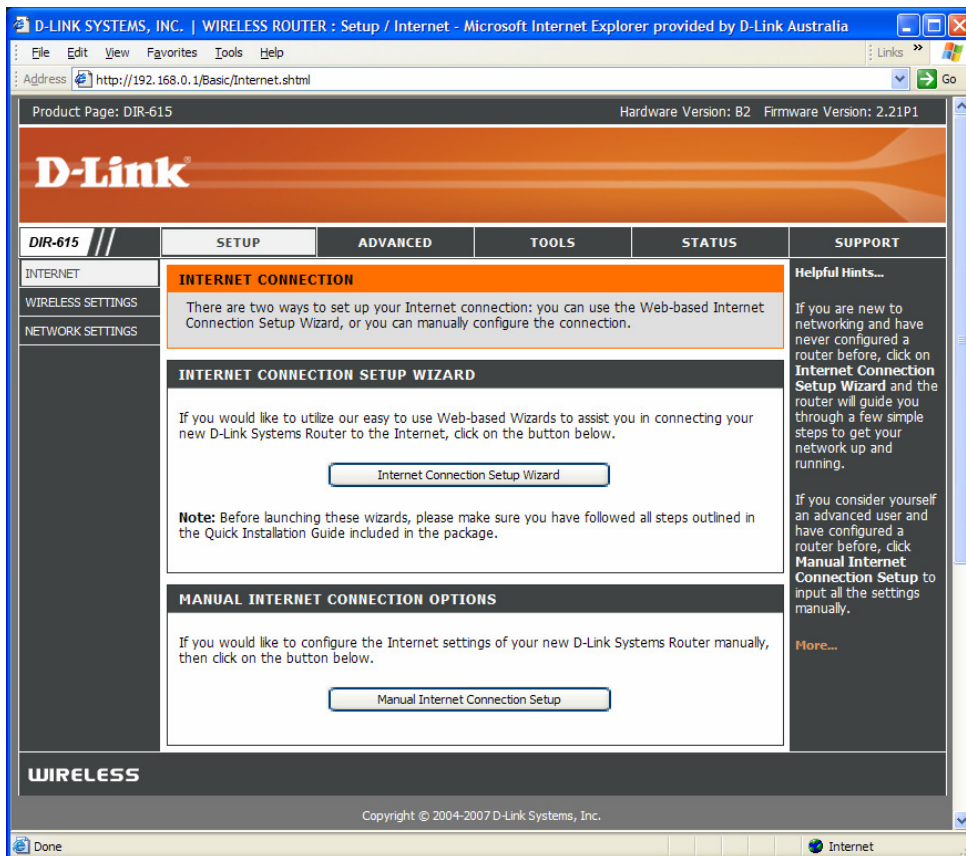 D-LINK SYSTEMS, INC. | WIRELESS ROUTER : Setup / Internet - Microsoft Internet Explorer provided by D-Link Australia
File Edit View Favorites Tools Help
Links »
Address http://192.168.0.1/Basic/Internet.shtml
Go
Product Page: DIR-615
Hardware Version: B2 Firmware Version: 2.21P1
D-Link®
DIR-615
SETUP
ADVANCED
TOOLS
STATUS
SUPPORT
INTERNET
WIRELESS SETTINGS
NETWORK SETTINGS
INTERNET CONNECTION
There are two ways to set up your Internet connection: you can use the Web-based Internet
Connection Setup Wizard, or you can manually configure the connection.
INTERNET CONNECTION SETUP WIZARD
If you would like to utilize our easy to use Web-based Wizards to assist you in connecting your
new D-Link Systems Router to the Internet, click on the button below.
Internet Connection Setup Wizard
Note: Before launching these wizards, please make sure you have followed all steps outlined in
the Quick Installation Guide included in the package.
MANUAL INTERNET CONNECTION OPTIONS
If you would like to configure the Internet settings of your new D-Link Systems Router manually,
then click on the button below.
Manual Internet Connection Setup
Helpful Hints...
If you are new to
networking and have
never configured a
router before, click on
Internet Connection
Setup Wizard and the
router will guide you
through a few simple
steps to get your
network up and
running.
If you consider yourself
an advanced user and
have configured a
router before, click
Manual Internet
Connection Setup to
input all the settings
manually.
More...
WIRELESS
Copyright © 2004-2007 D-Link Systems, Inc.
Done
Internet